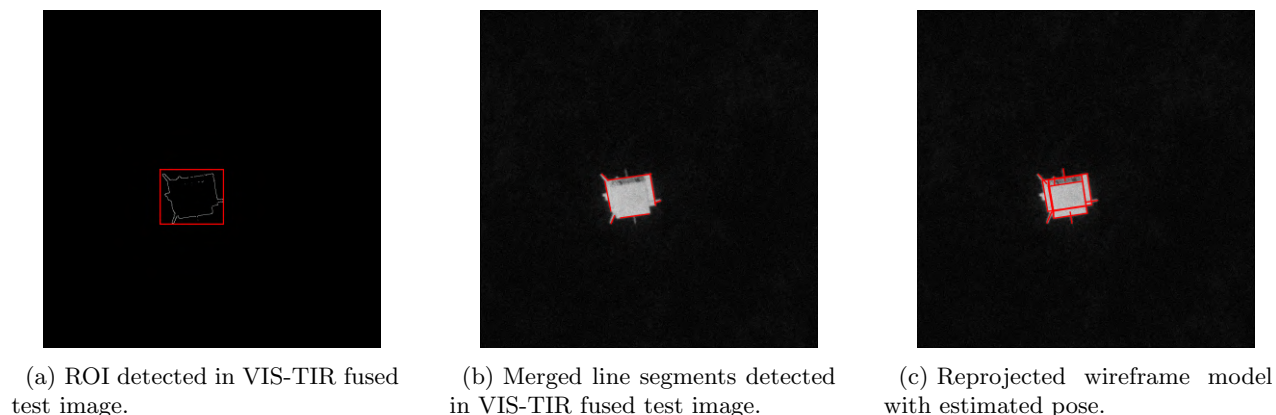 (a) ROI detected in VIS-TIR fused
test image.
(b) Merged line segments detected
in VIS-TIR fused test image.
(c) Reprojected wireframe model
with estimated pose.